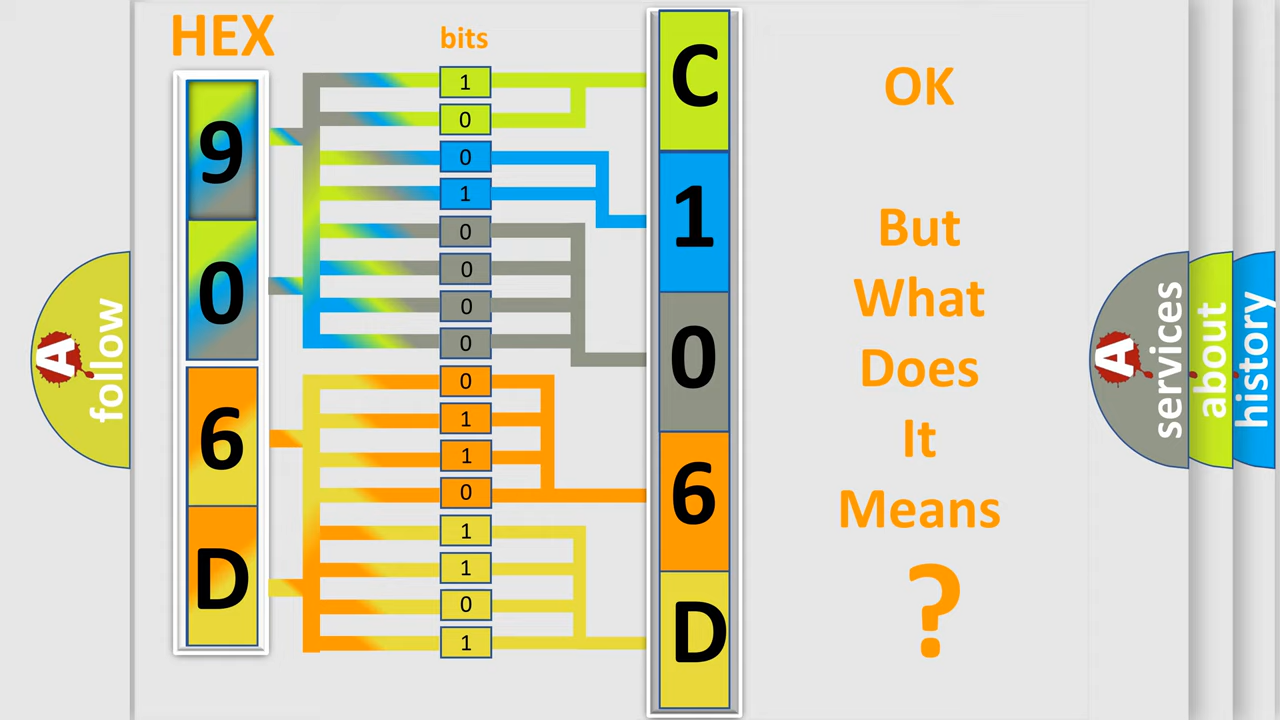 HEX
bits
9
0
6
D
1
0
0
1
0
0
0
0
0
1
1
0
1
1
0
1
C
1
0
6
D
OK
But
What
Does
It
Means
?
A
follow
A
services
about
history